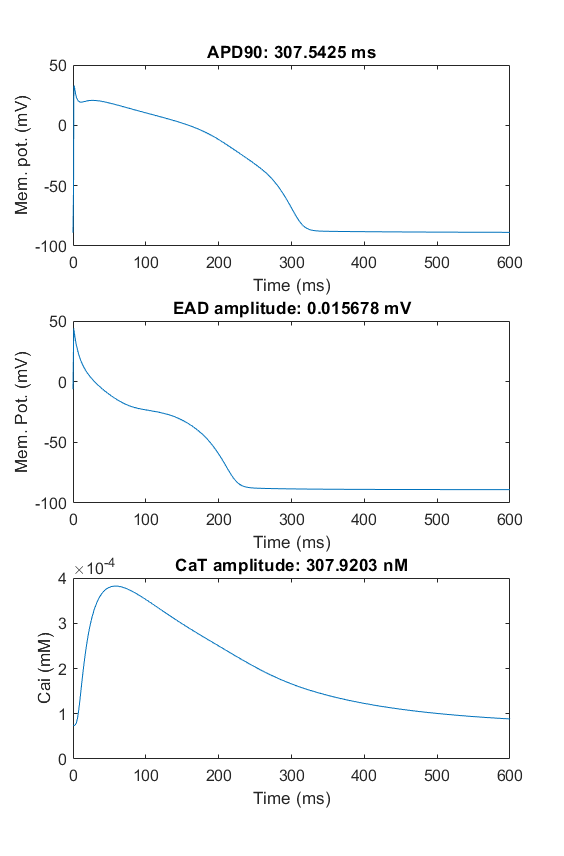 APD90: 307.5425 ms
50
0
-50
-100
Mem. pot. (mV)
0 100 200 300 400 500 600
Time (ms)
EAD amplitude: 0.015678 mV
50
0
-50
-100
Mem. Pot. (mV)
0 100 200 300 400 500 600
Time (ms)
CaT amplitude: 307.9203 nM
×10-4
4
3
2
1
0
Cai (mM)
0 100 200 300 400 500 600
Time (ms)